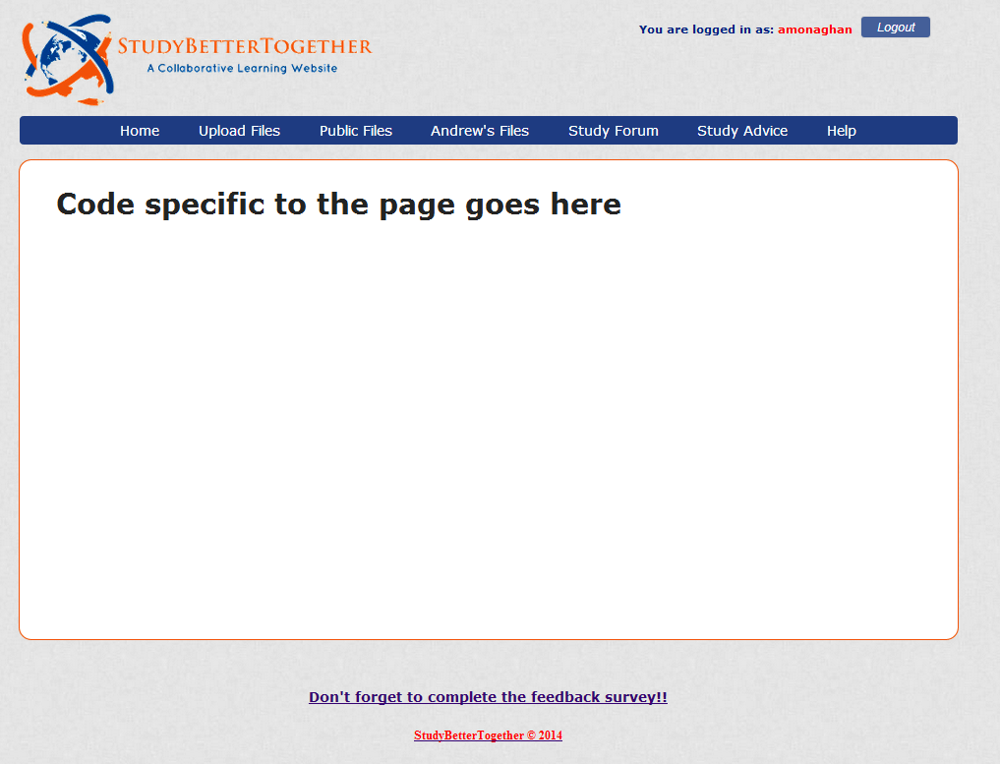 STUDYBETTERTOGETHER
A Collaborative Learning Website
You are logged in as: amonaghan Logout
Home Upload Files Public Files Andrew's Files Study Forum Study Advice Help
Code specific to the page goes here
Don't forget to complete the feedback survey!!
StudyBetterTogether © 2014